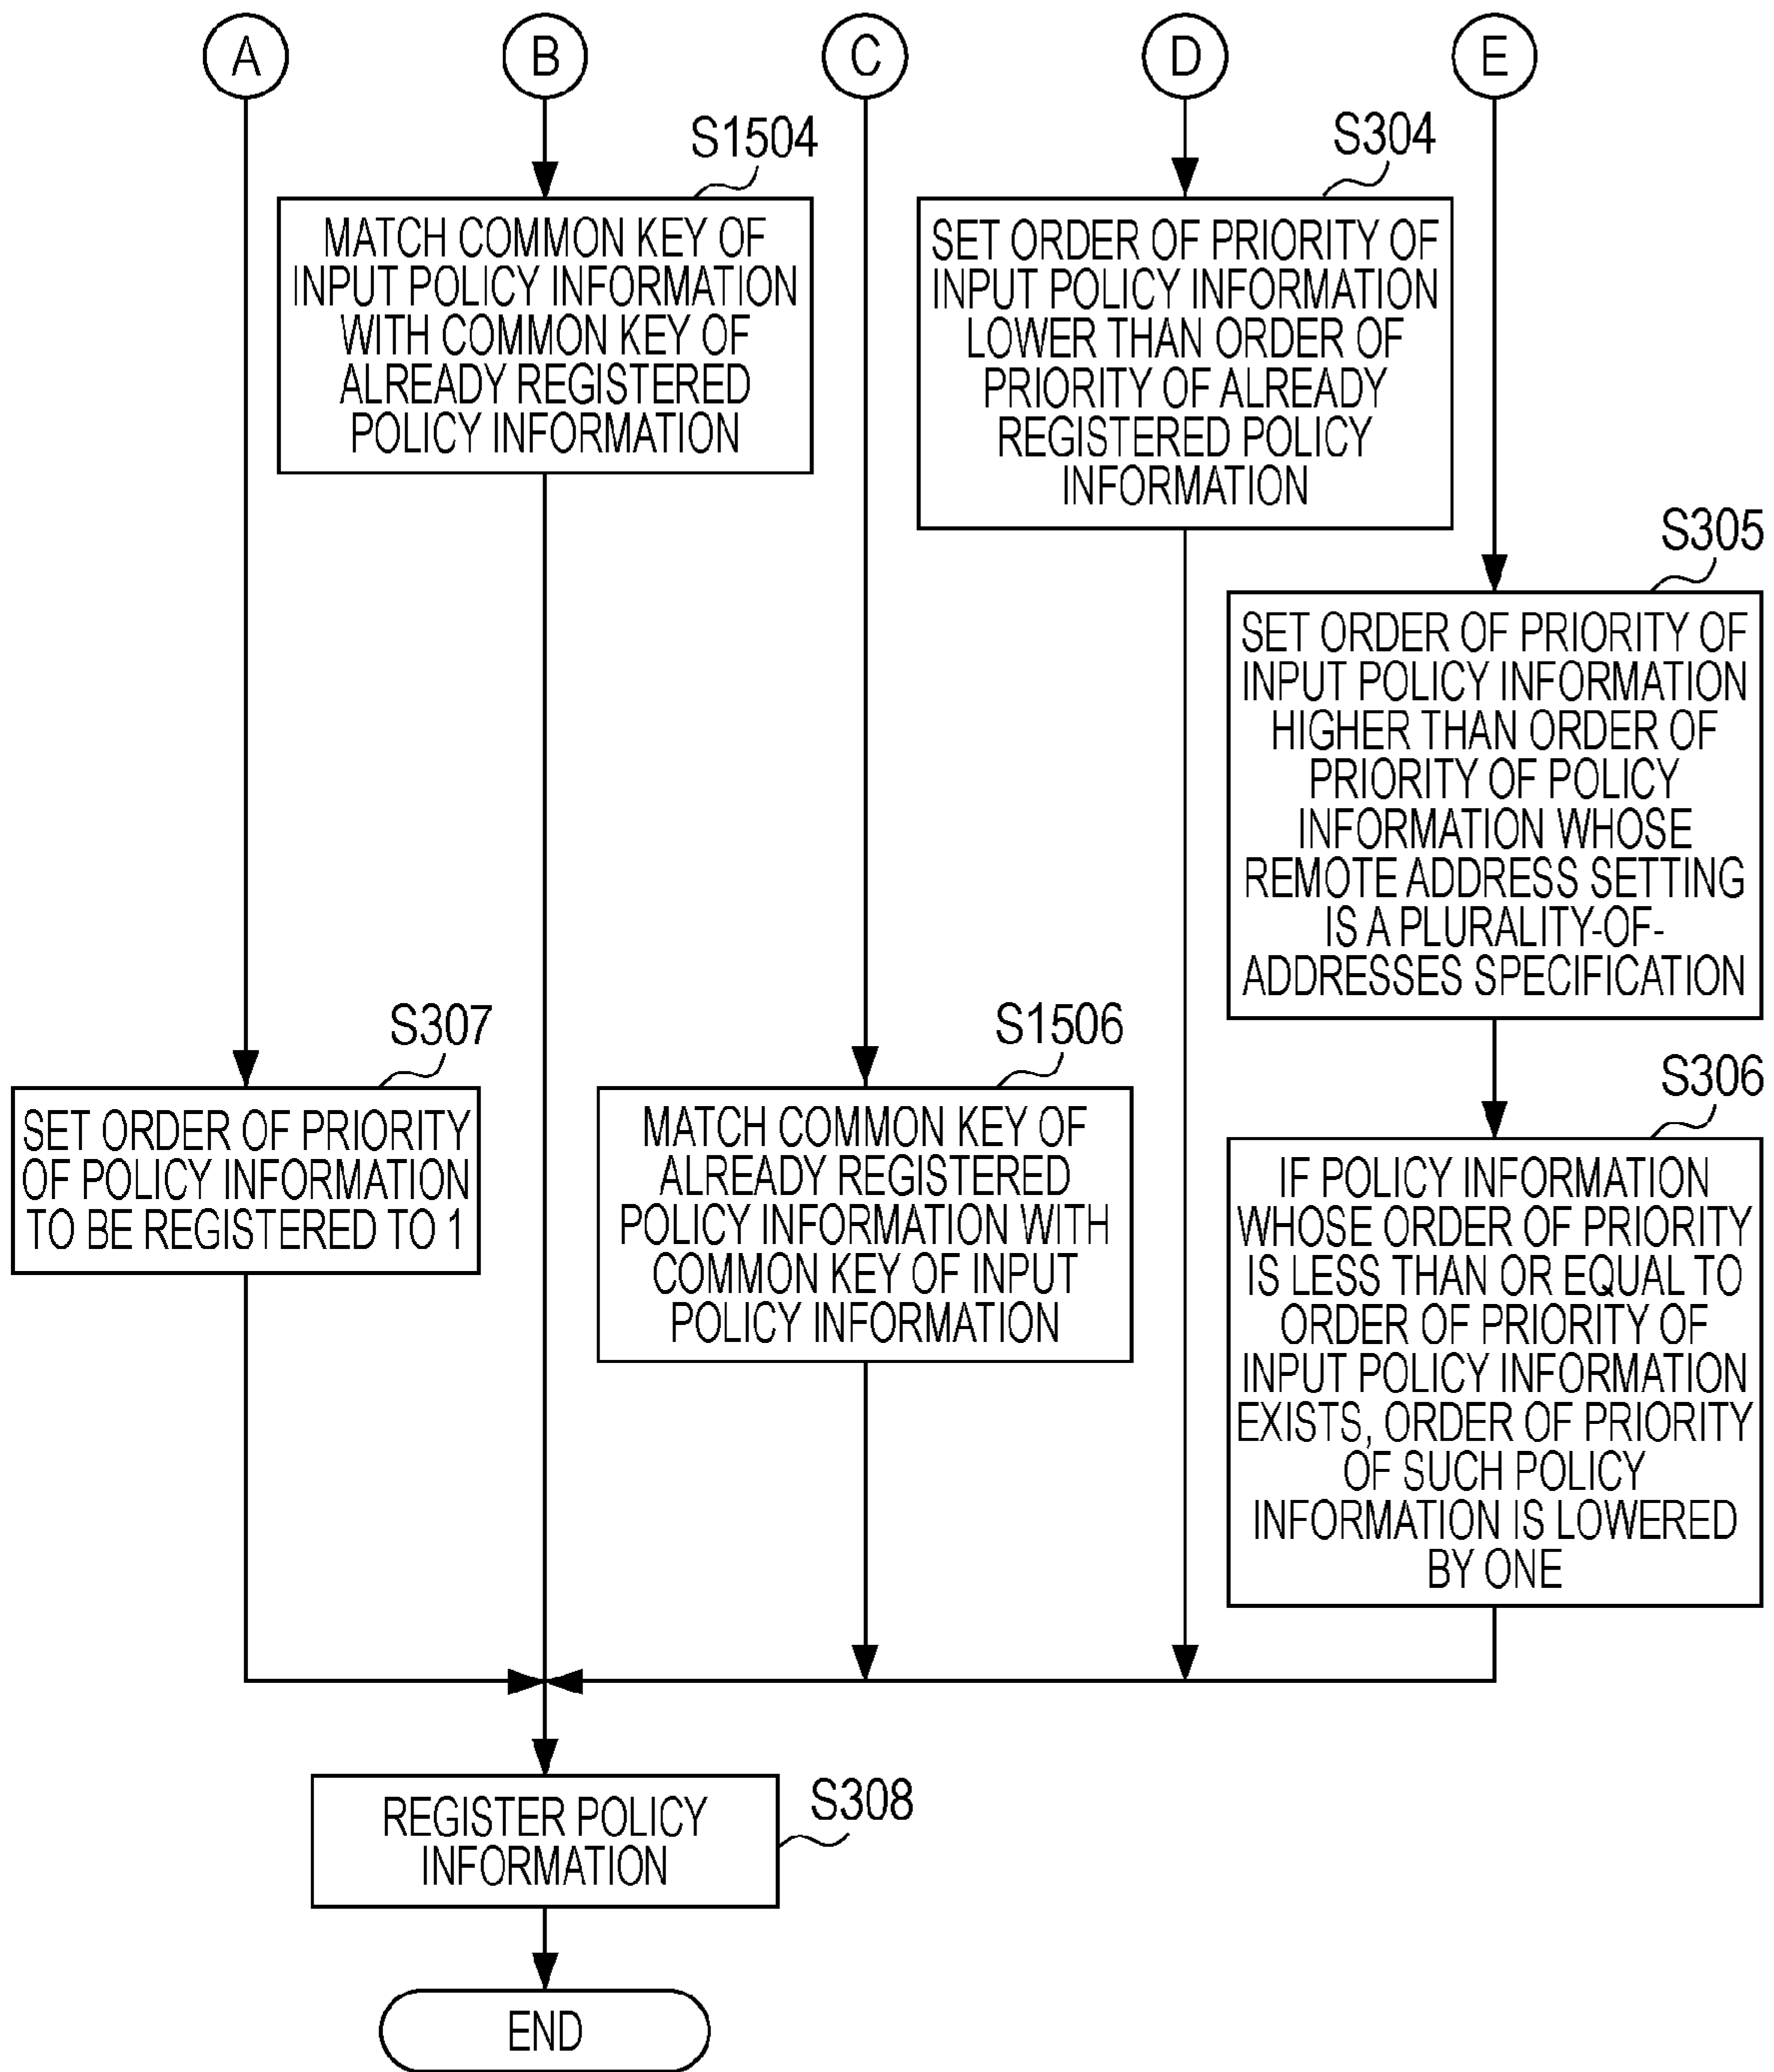 A
B
C
D
E
S1504
MATCH COMMON KEY OF
INPUT POLICY INFORMATION
WITH COMMON KEY OF
ALREADY REGISTERED
POLICY INFORMATION
S304
SET ORDER OF PRIORITY OF
INPUT POLICY INFORMATION
LOWER THAN ORDER OF
PRIORITY OF ALREADY
REGISTERED POLICY
INFORMATION
S305
SET ORDER OF PRIORITY OF
INPUT POLICY INFORMATION
HIGHER THAN ORDER OF
PRIORITY OF POLICY
INFORMATION WHOSE
REMOTE ADDRESS SETTING
IS A PLURALITY-OF-
ADDRESSES SPECIFICATION
S307
SET ORDER OF PRIORITY
OF POLICY INFORMATION
TO BE REGISTERED TO 1
S1506
MATCH COMMON KEY OF
ALREADY REGISTERED
POLICY INFORMATION WITH
COMMON KEY OF INPUT
POLICY INFORMATION
S306
IF POLICY INFORMATION
WHOSE ORDER OF PRIORITY
IS LESS THAN OR EQUAL TO
ORDER OF PRIORITY OF
INPUT POLICY INFORMATION
EXISTS, ORDER OF PRIORITY
OF SUCH POLICY
INFORMATION IS LOWERED
BY ONE
S308
REGISTER POLICY
INFORMATION
END